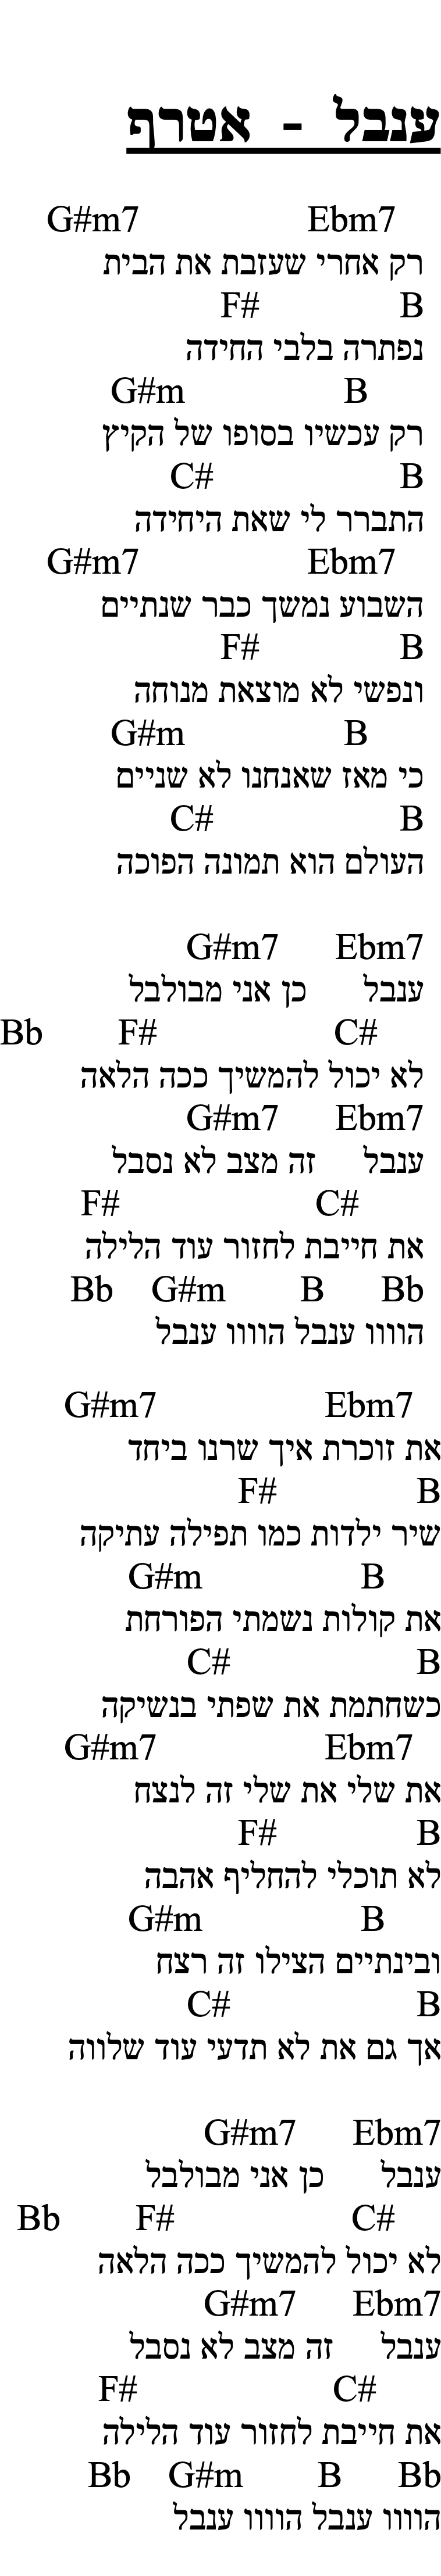 ענבל - אטרף
G#m7 Ebm7
רק אחרי שעזבת את הבית
F# B
נפתרה בלבי החידה
G#m B
רק עכשיו בסופו של הקיץ
C# B
התברר לי שאת היחידה
G#m7 Ebm7
השבוע נמשך כבר שנתיים
F# B
ונפשי לא מוצאת מנוחה
G#m B
כי מאז שאנחנו לא שניים
C# B
העולם הוא תמונה הפוכה
G#m7 Ebm7
ענבל כן אני מבולבל
Bb F# C#
לא יכול להמשיך ככה הלאה
G#m7 Ebm7
ענבל זה מצב לא נסבל
F# C#
את חייבת לחזור עוד הלילה
Bb G#m B Bb
הוווו ענבל הוווו ענבל
G#m7 Ebm7
את זוכרת איך שרנו ביחד
F# B
שיר ילדות כמו תפילה עתיקה
G#m B
את קולות נשמתי הפורחת
C# B
כשחתמת את שפתי בנשיקה
G#m7 Ebm7
את שלי את שלי זה לנצח
F# B
לא תוכלי להחליף אהבה
G#m B
ובינתיים הצילו זה רצח
C# B
אך גם את לא תדעי עוד שלווה
G#m7 Ebm7
ענבל כן אני מבולבל
Bb F# C#
לא יכול להמשיך ככה הלאה
G#m7 Ebm7
ענבל זה מצב לא נסבל
F# C#
את חייבת לחזור עוד הלילה
Bb G#m B Bb
הוווו ענבל הוווו ענבל